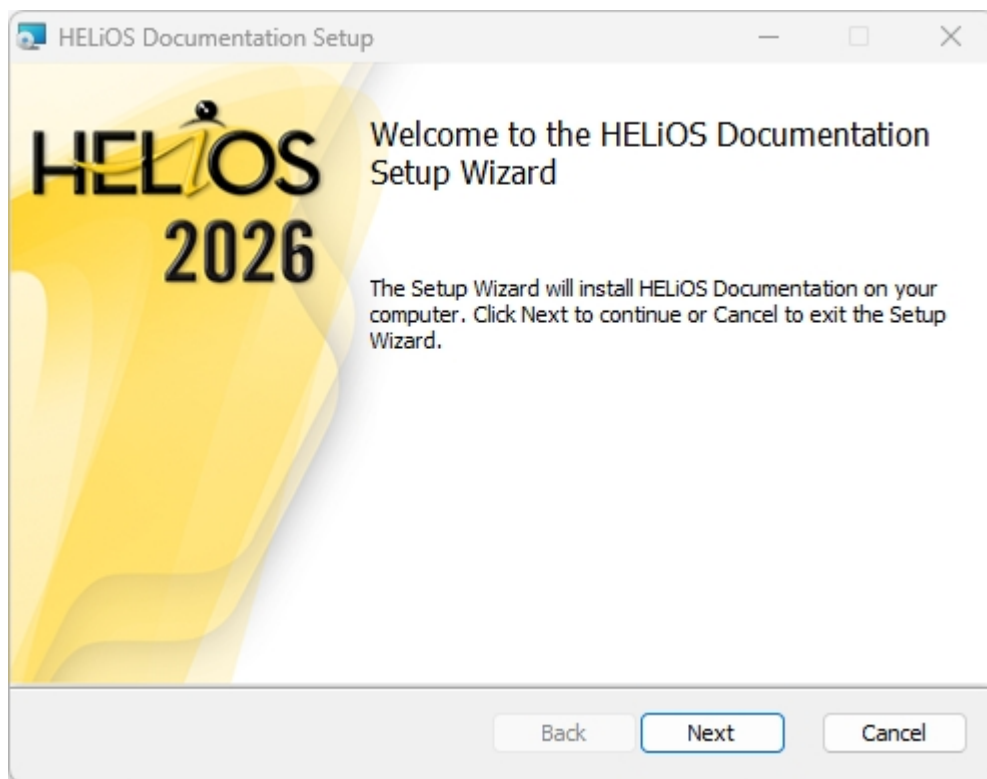 HELiOS Documentation Setup
HELiOS
2026
Welcome to the HELiOS Documentation
Setup Wizard
The Setup Wizard will install HELiOS Documentation on your
computer. Click Next to continue or Cancel to exit the Setup
Wizard.
Back Next Cancel